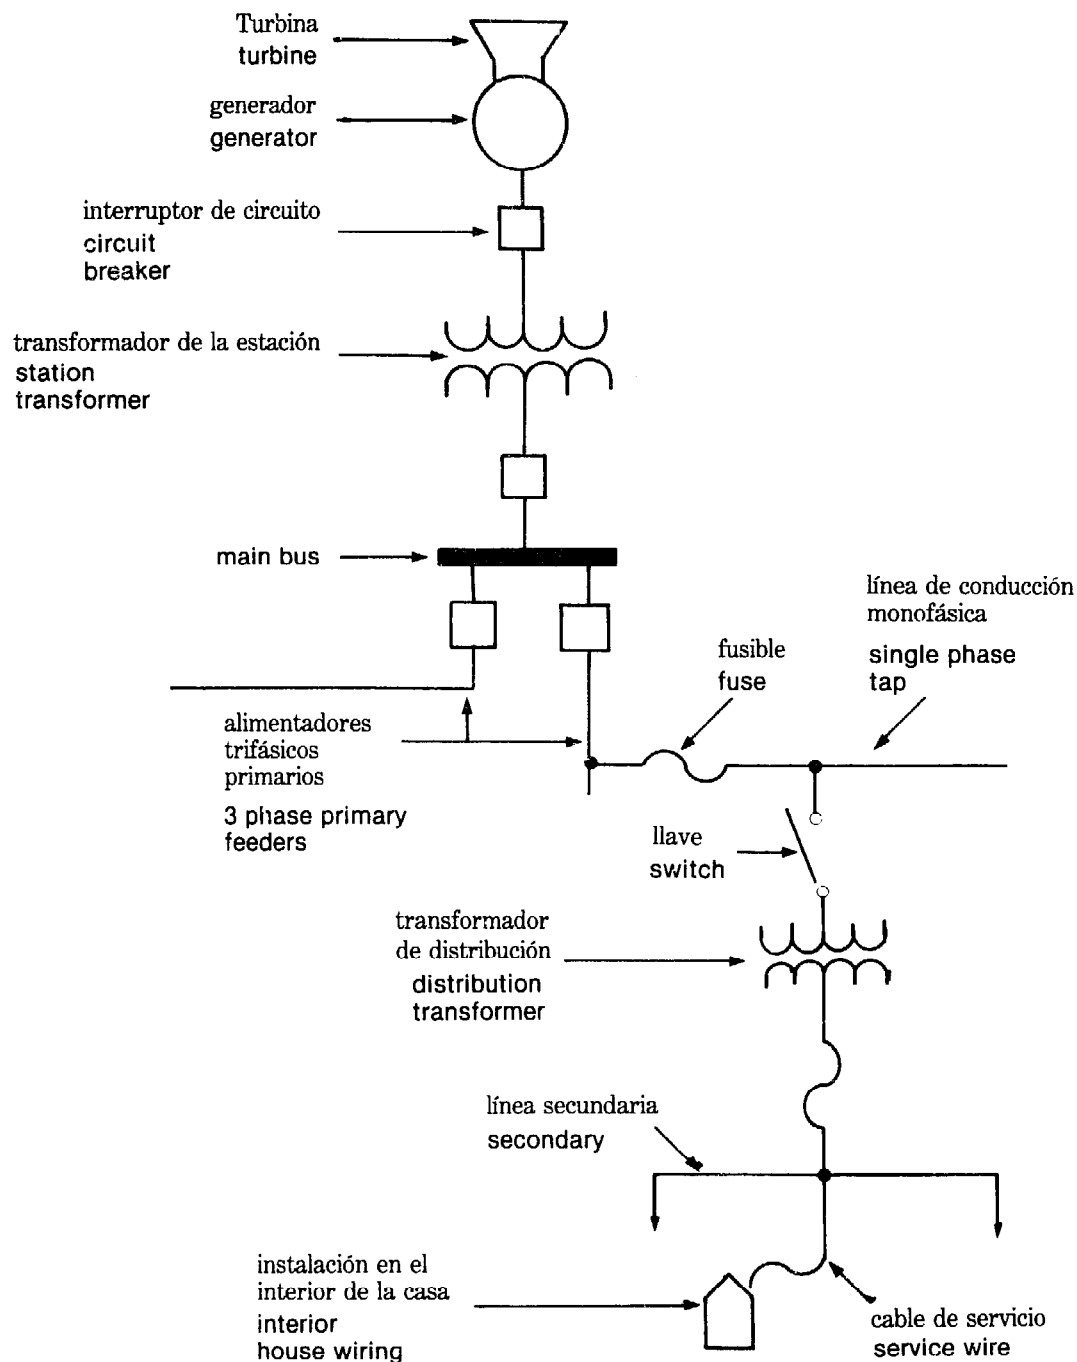 Turbina
turbine
generador
generator
interruptor de circuito
circuit
breaker
transformador de la estación
station
transformer
main bus
línea de conducción
monofásica
single phase
tap
fusible
fuse
alimentadores
trifásicos
primarios
3 phase primary
feeders
llave
switch
transformador
de distribución
distribution
transformer
línea secundaria
secondary
instalación en el
interior de la casa
interior
house wiring
cable de servicio
service wire